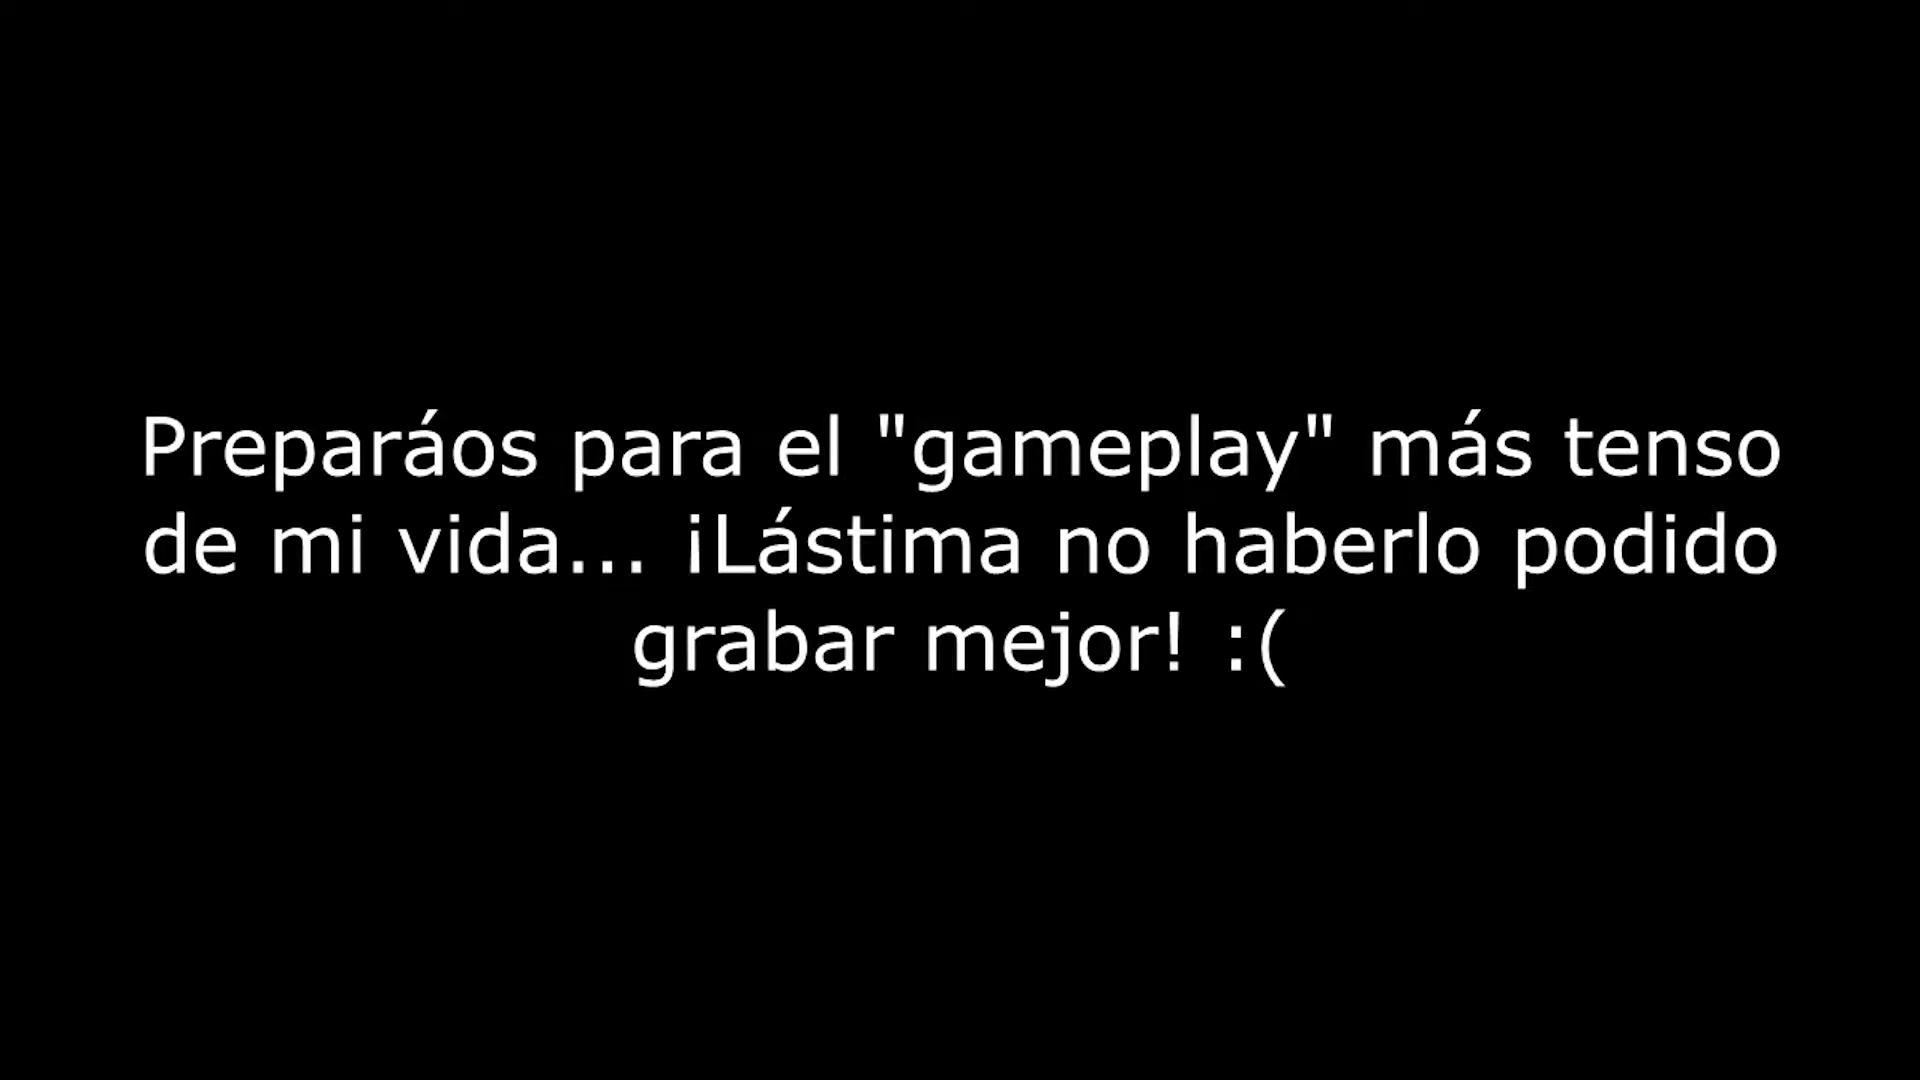 Preparáos para el "gameplay" más tenso
de mi vida... ¡Lástima no haberlo podido
grabar mejor! :(